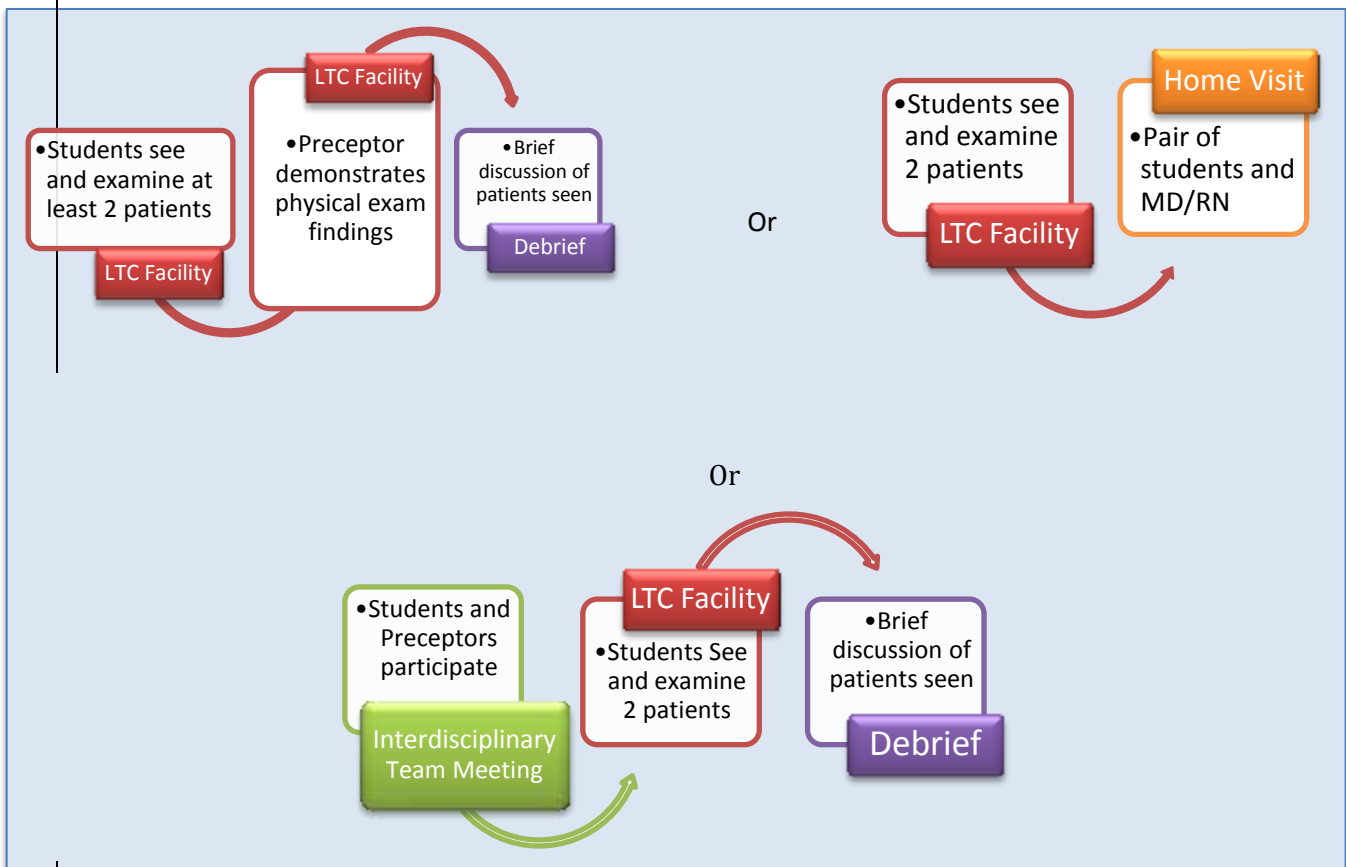 •Students see
and examine at
least 2 patients
LTC Facility
LTC Facility
•Preceptor
demonstrates
physical exam
findings
•Brief
discussion of
patients seen
Debrief
Or
•Students see
and examine
2 patients
LTC Facility
Home Visit
•Pair of
students and
MD/RN
Or
•Students and
Preceptors
participate
Interdisciplinary
Team Meeting
LTC Facility
•Students See
and examine
2 patients
•Brief
discussion of
patients seen
Debrief